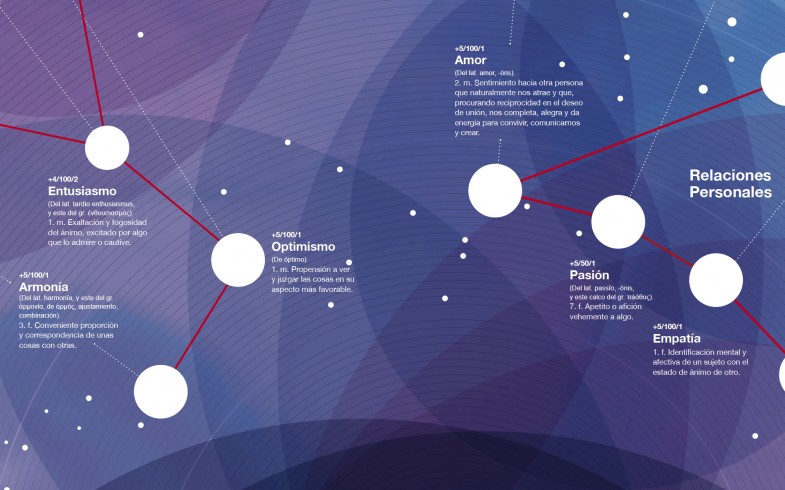 +4/100/2
Entusiasmo
(Del lat. tardío enthusiasmus,
y este del gr. ἐνθουσιασμός)
1. m. Exaltación y fogosidad
del ánimo, excitado por algo
que lo admire o cautive.
+5/100/1
Optimismo
(De óptimo).
1. m. Propensión a ver
y juzgar las cosas en su
aspecto más favorable.
+5/100/1
Armonía
(Del lat. harmonĭa, y este del gr.
ἁρμονία, de ἁρμός, ajustamiento,
combinación).
3. f. Conveniente proporción
y correspondencia de unas
cosas con otras.
+5/100/1
Amor
(Del lat. amor, -ōris).
2. m. Sentimiento hacia otra persona
que naturalmente nos atrae y que,
procurando reciprocidad en el deseo
de unión, nos completa, alegra y da
energía para convivir, comunicarnos
y crear.
Relaciones
Personales
+5/50/1
Pasión
(Del lat. passĭo, -ōnis,
y este calco del gr. πάθος).
7. f. Apetito o afición
vehemente a algo.
+5/100/1
Empatía
1. f. Identificación mental y
afectiva de un sujeto con el
estado de ánimo de otro.